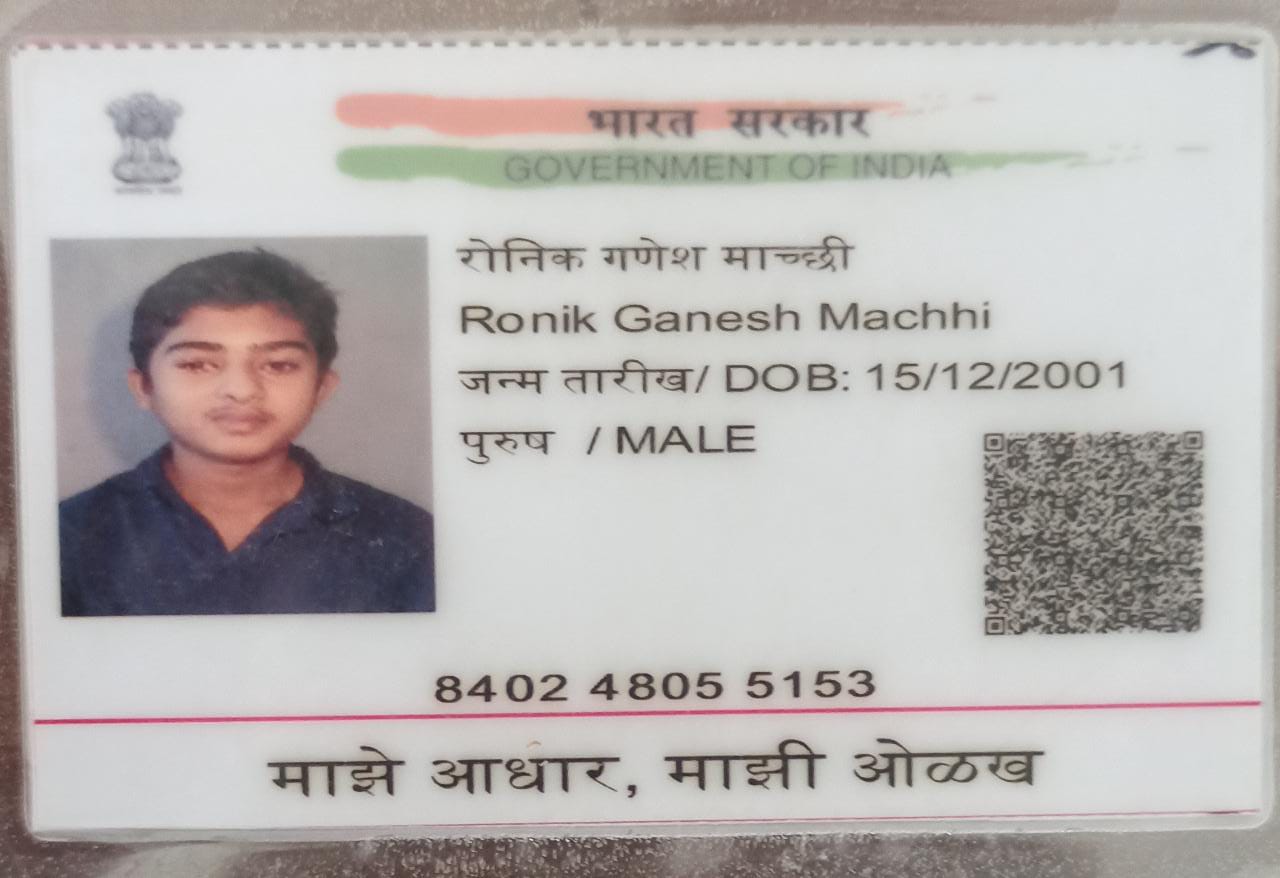 भारत सरकार
GOVERNMENT OF INDIA
रोनिक गणेश माच्छी
Ronik Ganesh Machhi
जन्म तारीख/ DOB: 15/12/2001
पुरुष / MALE
8402 4805 5153
माझे आधार, माझी ओळख